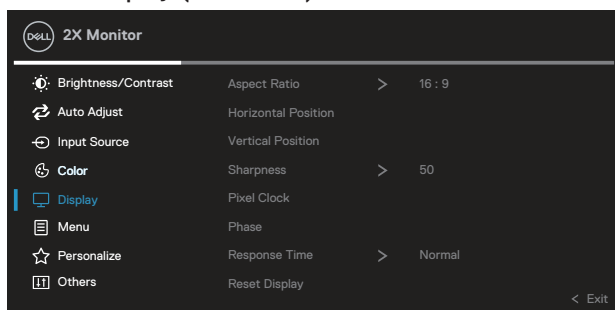 DELL 2X Monitor
Brightness/Contrast Aspect Ratio > 16 : 9
Auto Adjust Horizontal Position
Input Source Vertical Position
Color Sharpness > 50
Display Pixel Clock
Menu Phase
Personalize Response Time > Normal
Others Reset Display
< Exit